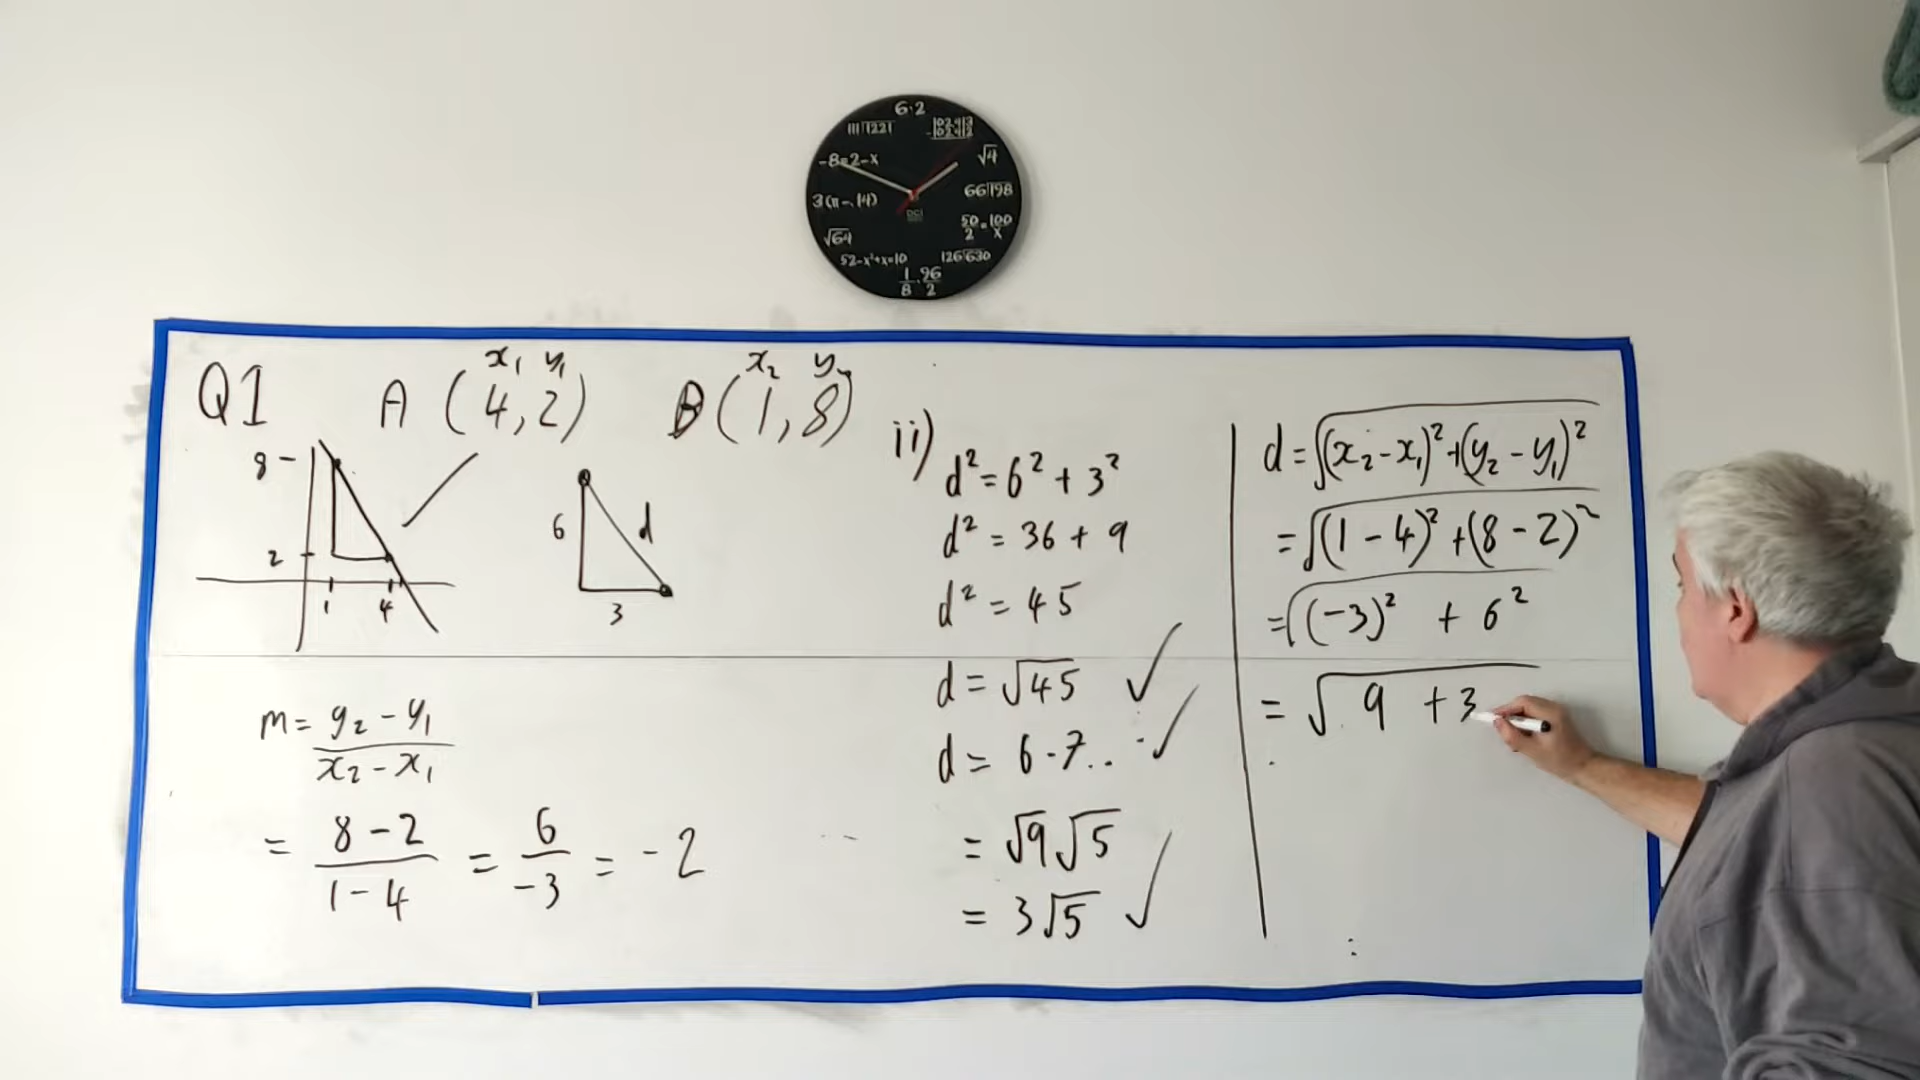 6·2
111|1221
102413
-102412
-8=2-x
√4
3(π-.14)
66|198
50/2=100/x
√64
52-x²+x=10
126|630
1/8·96/2
DCI
x₁ y₁
x₂ y₂
Q1 A (4,2) B(1,8)
8
2
1 4
6 d
3
m = y₂ - y₁ / x₂ - x₁
= 8 - 2 / 1 - 4 = 6 / -3 = -2
ii)
d² = 6² + 3²
d² = 36 + 9
d² = 45
d = √45 ✓
d = 6·7.. ✓
= √9√5
= 3√5 ✓
d = √(x₂ - x₁)² + (y₂ - y₁)²
= √(1 - 4)² + (8 - 2)²
= √(-3)² + 6²
= √9 + 3